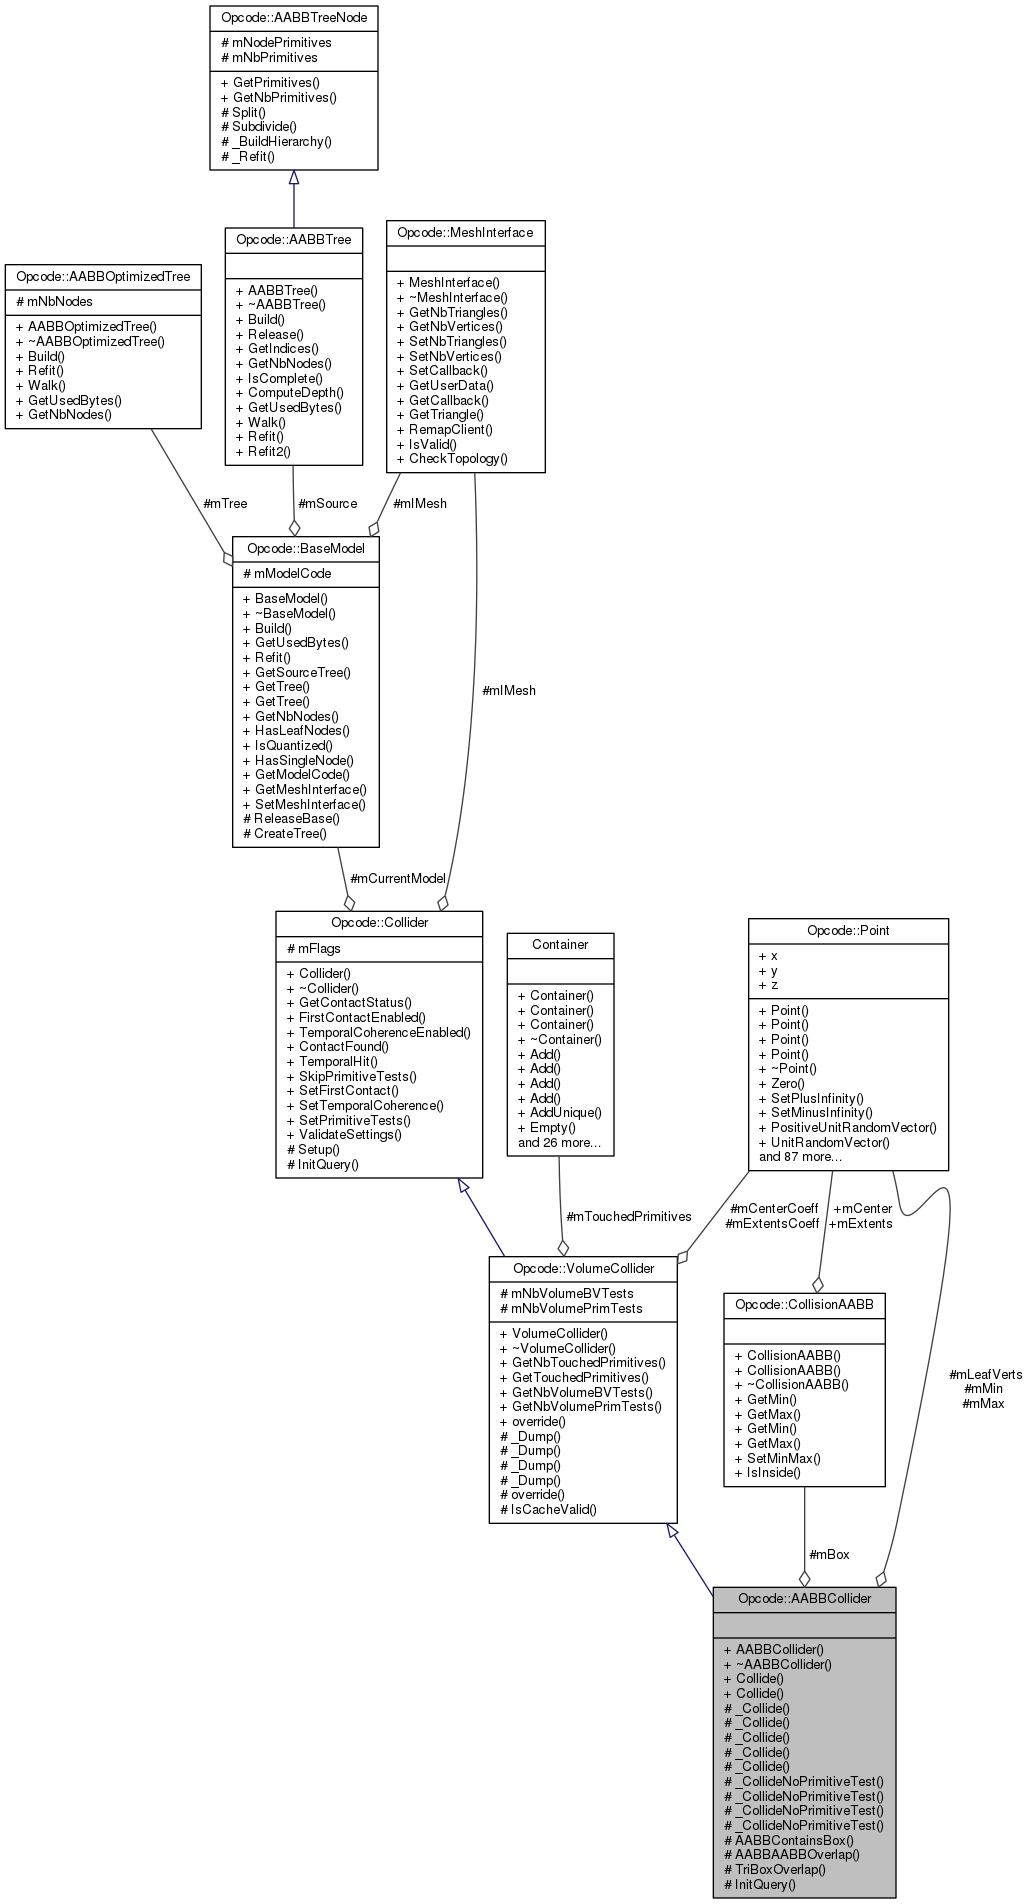 Opcode::AABBTreeNode
# mNodePrimitives
# mNbPrimitives
+ GetPrimitives()
+ GetNbPrimitives()
# Split()
# Subdivide()
# _BuildHierarchy()
# _Refit()
Opcode::AABBTree
+ AABBTree()
+ ~AABBTree()
+ Build()
+ Release()
+ GetIndices()
+ GetNbNodes()
+ IsComplete()
+ ComputeDepth()
+ GetUsedBytes()
+ Walk()
+ Refit()
+ Refit2()
Opcode::MeshInterface
+ MeshInterface()
+ ~MeshInterface()
+ GetNbTriangles()
+ GetNbVertices()
+ SetNbTriangles()
+ SetNbVertices()
+ SetCallback()
+ GetUserData()
+ GetCallback()
+ GetTriangle()
+ RemapClient()
+ IsValid()
+ CheckTopology()
Opcode::AABBOptimizedTree
# mNbNodes
+ AABBOptimizedTree()
+ ~AABBOptimizedTree()
+ Build()
+ Refit()
+ Walk()
+ GetUsedBytes()
+ GetNbNodes()
#mTree
#mSource
#mIMesh
Opcode::BaseModel
# mModelCode
+ BaseModel()
+ ~BaseModel()
+ Build()
+ GetUsedBytes()
+ Refit()
+ GetSourceTree()
+ GetTree()
+ GetTree()
+ GetNbNodes()
+ HasLeafNodes()
+ IsQuantized()
+ HasSingleNode()
+ GetModelCode()
+ GetMeshInterface()
+ SetMeshInterface()
# ReleaseBase()
# CreateTree()
#mIMesh
#mCurrentModel
Opcode::Collider
# mFlags
+ Collider()
+ ~Collider()
+ GetContactStatus()
+ FirstContactEnabled()
+ TemporalCoherenceEnabled()
+ ContactFound()
+ TemporalHit()
+ SkipPrimitiveTests()
+ SetFirstContact()
+ SetTemporalCoherence()
+ SetPrimitiveTests()
+ ValidateSettings()
# Setup()
# InitQuery()
Container
+ Container()
+ Container()
+ Container()
+ ~Container()
+ Add()
+ Add()
+ Add()
+ Add()
+ AddUnique()
+ Empty()
and 26 more...
Opcode::Point
+ x
+ y
+ z
+ Point()
+ Point()
+ Point()
+ Point()
+ ~Point()
+ Zero()
+ SetPlusInfinity()
+ SetMinusInfinity()
+ PositiveUnitRandomVector()
+ UnitRandomVector()
and 87 more...
#mTouchedPrimitives
#mCenterCoeff
#mExtentsCoeff
+mCenter
+mExtents
Opcode::VolumeCollider
# mNbVolumeBVTests
# mNbVolumePrimTests
+ VolumeCollider()
+ ~VolumeCollider()
+ GetNbTouchedPrimitives()
+ GetTouchedPrimitives()
+ GetNbVolumeBVTests()
+ GetNbVolumePrimTests()
+ override()
# _Dump()
# _Dump()
# _Dump()
# _Dump()
# override()
# IsCacheValid()
Opcode::CollisionAABB
+ CollisionAABB()
+ CollisionAABB()
+ ~CollisionAABB()
+ GetMin()
+ GetMax()
+ GetMin()
+ GetMax()
+ SetMinMax()
+ IsInside()
#mLeafVerts
#mMin
#mMax
#mBox
Opcode::AABBCollider
+ AABBCollider()
+ ~AABBCollider()
+ Collide()
+ Collide()
# _Collide()
# _Collide()
# _Collide()
# _Collide()
# _Collide()
# _CollideNoPrimitiveTest()
# _CollideNoPrimitiveTest()
# _CollideNoPrimitiveTest()
# _CollideNoPrimitiveTest()
# AABBContainsBox()
# AABBAABBOverlap()
# TriBoxOverlap()
# InitQuery()